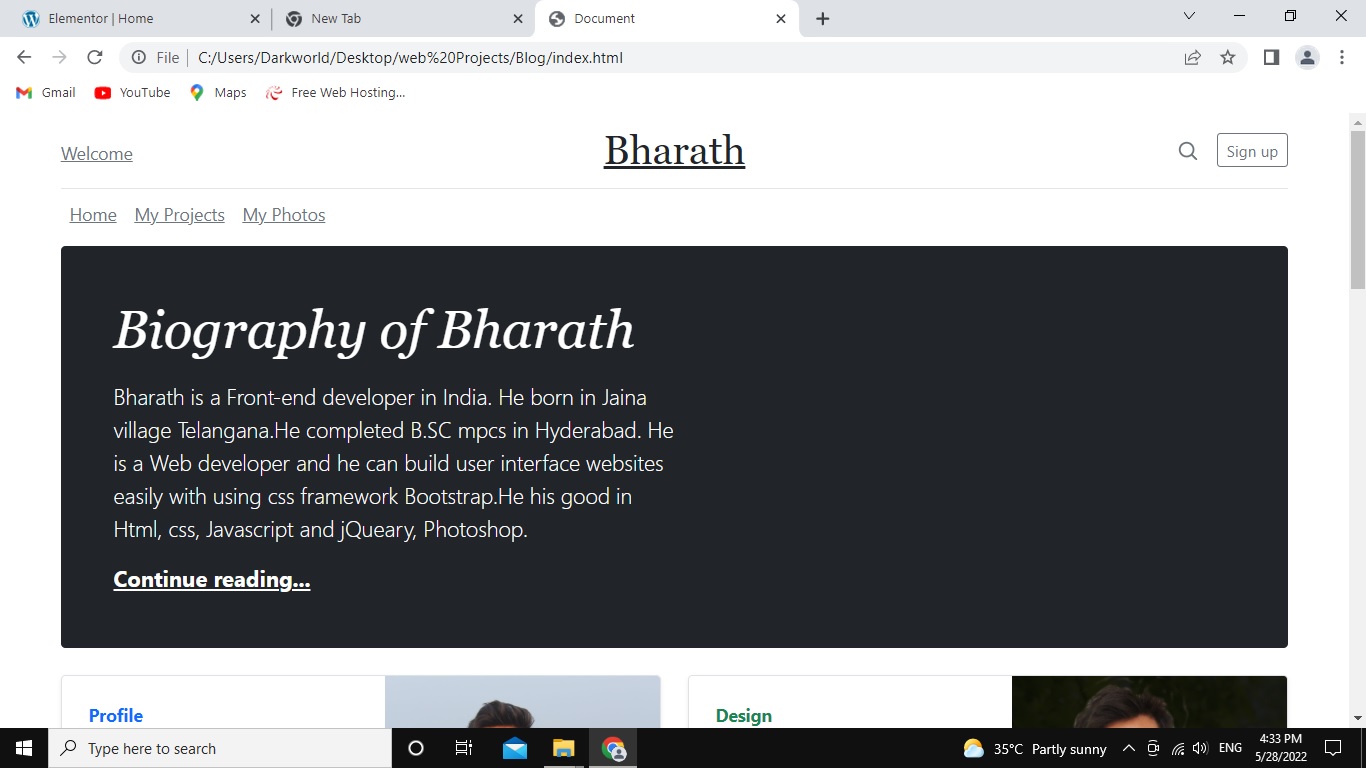 Elementor | Home
New Tab
Document
File
C:/Users/Darkworld/Desktop/web%20Projects/Blog/index.html
Gmail
YouTube
Maps
Free Web Hosting...
Welcome
Bharath
Sign up
Home
My Projects
My Photos
Biography of Bharath
Bharath is a Front-end developer in India. He born in Jaina
village Telangana.He completed B.SC mpcs in Hyderabad. He
is a Web developer and he can build user interface websites
easily with using css framework Bootstrap.He his good in
Html, css, Javascript and jQueary, Photoshop.
Continue reading...
Profile
Design
Type here to search
35°C Partly sunny
ENG
4:33 PM
5/28/2022